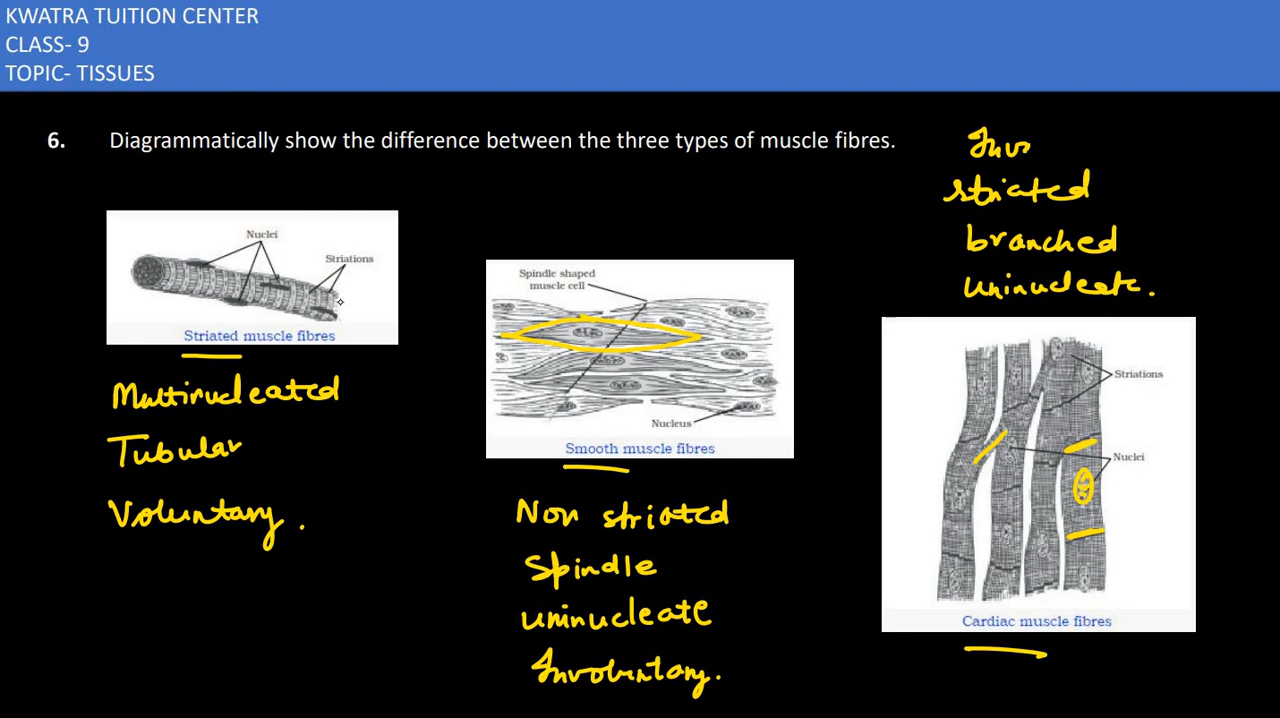 KWATRA TUITION CENTER
CLASS- 9
TOPIC- TISSUES
6. Diagrammatically show the difference between the three types of muscle fibres.
Nuclei
Striations
Striated muscle fibres
Multinucleated
Tubular
Voluntary.
Spindle shaped
muscle cell
Nucleus
Smooth muscle fibres
Non striated
Spindle
uninucleate
Involuntary.
Inv
striated
branched
uninucleate.
Striations
Nuclei
Cardiac muscle fibres